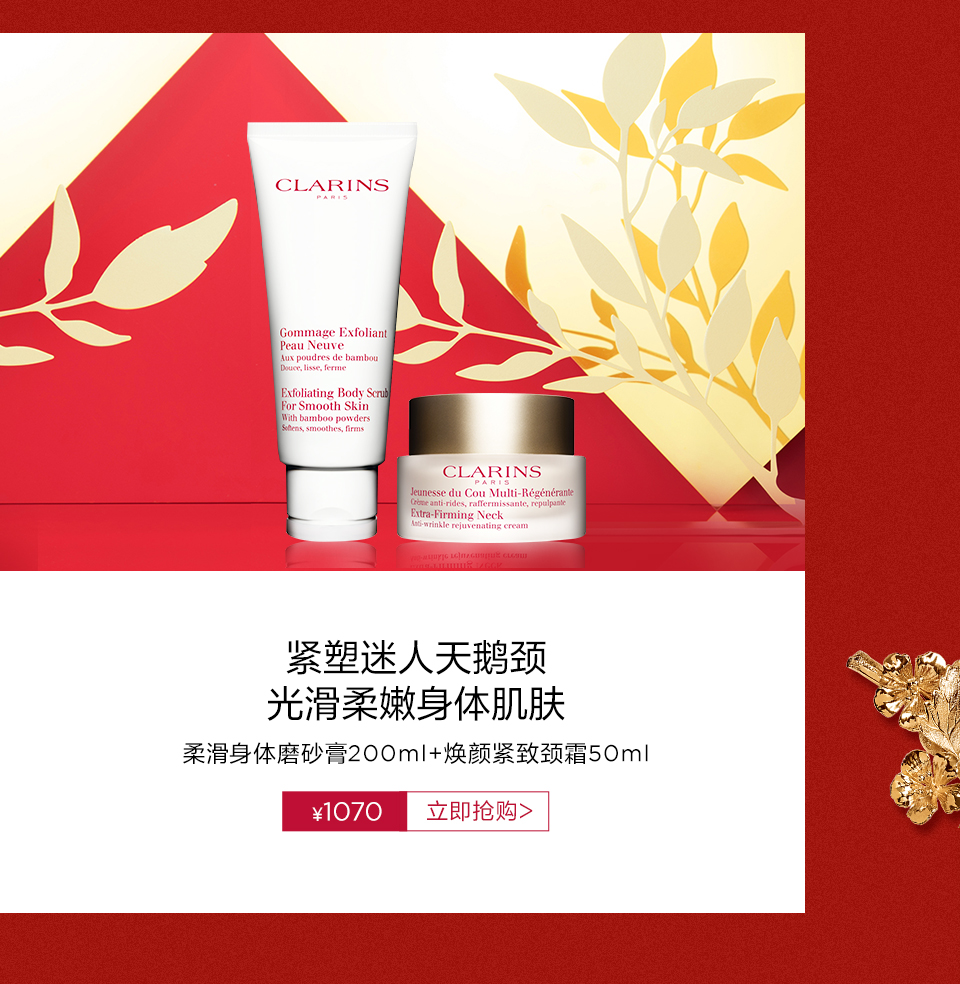 CLARINS
PARIS
Gommage Exfoliant
Peau Neuve
Aux poudres de bambou
Douce, lisse, ferme
Exfoliating Body Scrub
For Smooth Skin
With bamboo powders
Softens, smoothes, firms
CLARINS
PARIS
Jeunesse du Cou Multi-Régénérante
Crème anti-rides, raffermissante, repulpante
Extra-Firming Neck
Anti-wrinkle rejuvenating cream
紧塑迷人天鹅颈
光滑柔嫩身体肌肤
柔滑身体磨砂膏200ml+焕颜紧致颈霜50ml
¥1070 立即抢购>